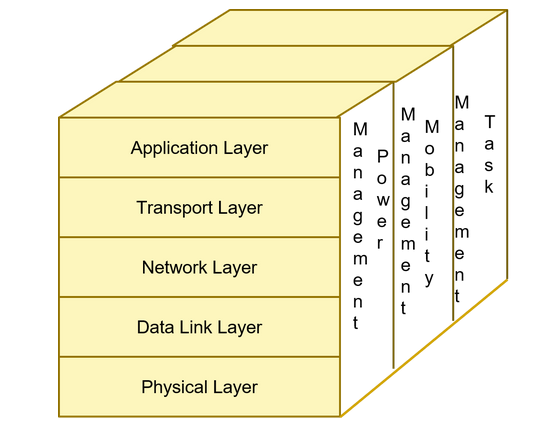 Application Layer
Transport Layer
Network Layer
Data Link Layer
Physical Layer
Management
Power
Management
Mobility
Management
Task